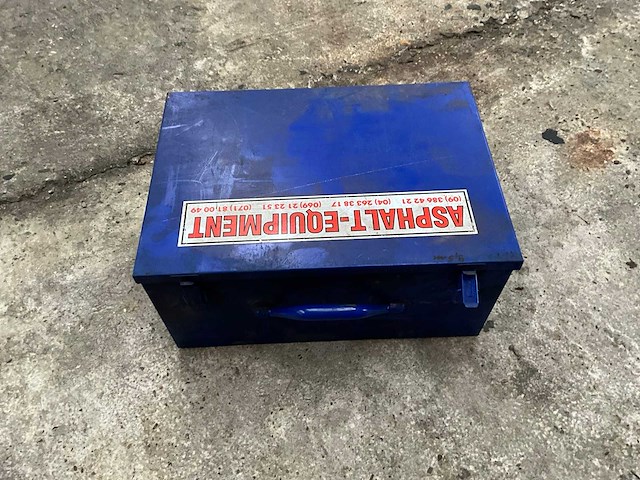 ASPHALT-EQUIPMENT
(09) 386 42 21 (04) 263 38 17 (069) 21 23 51 (071) 81 00 49